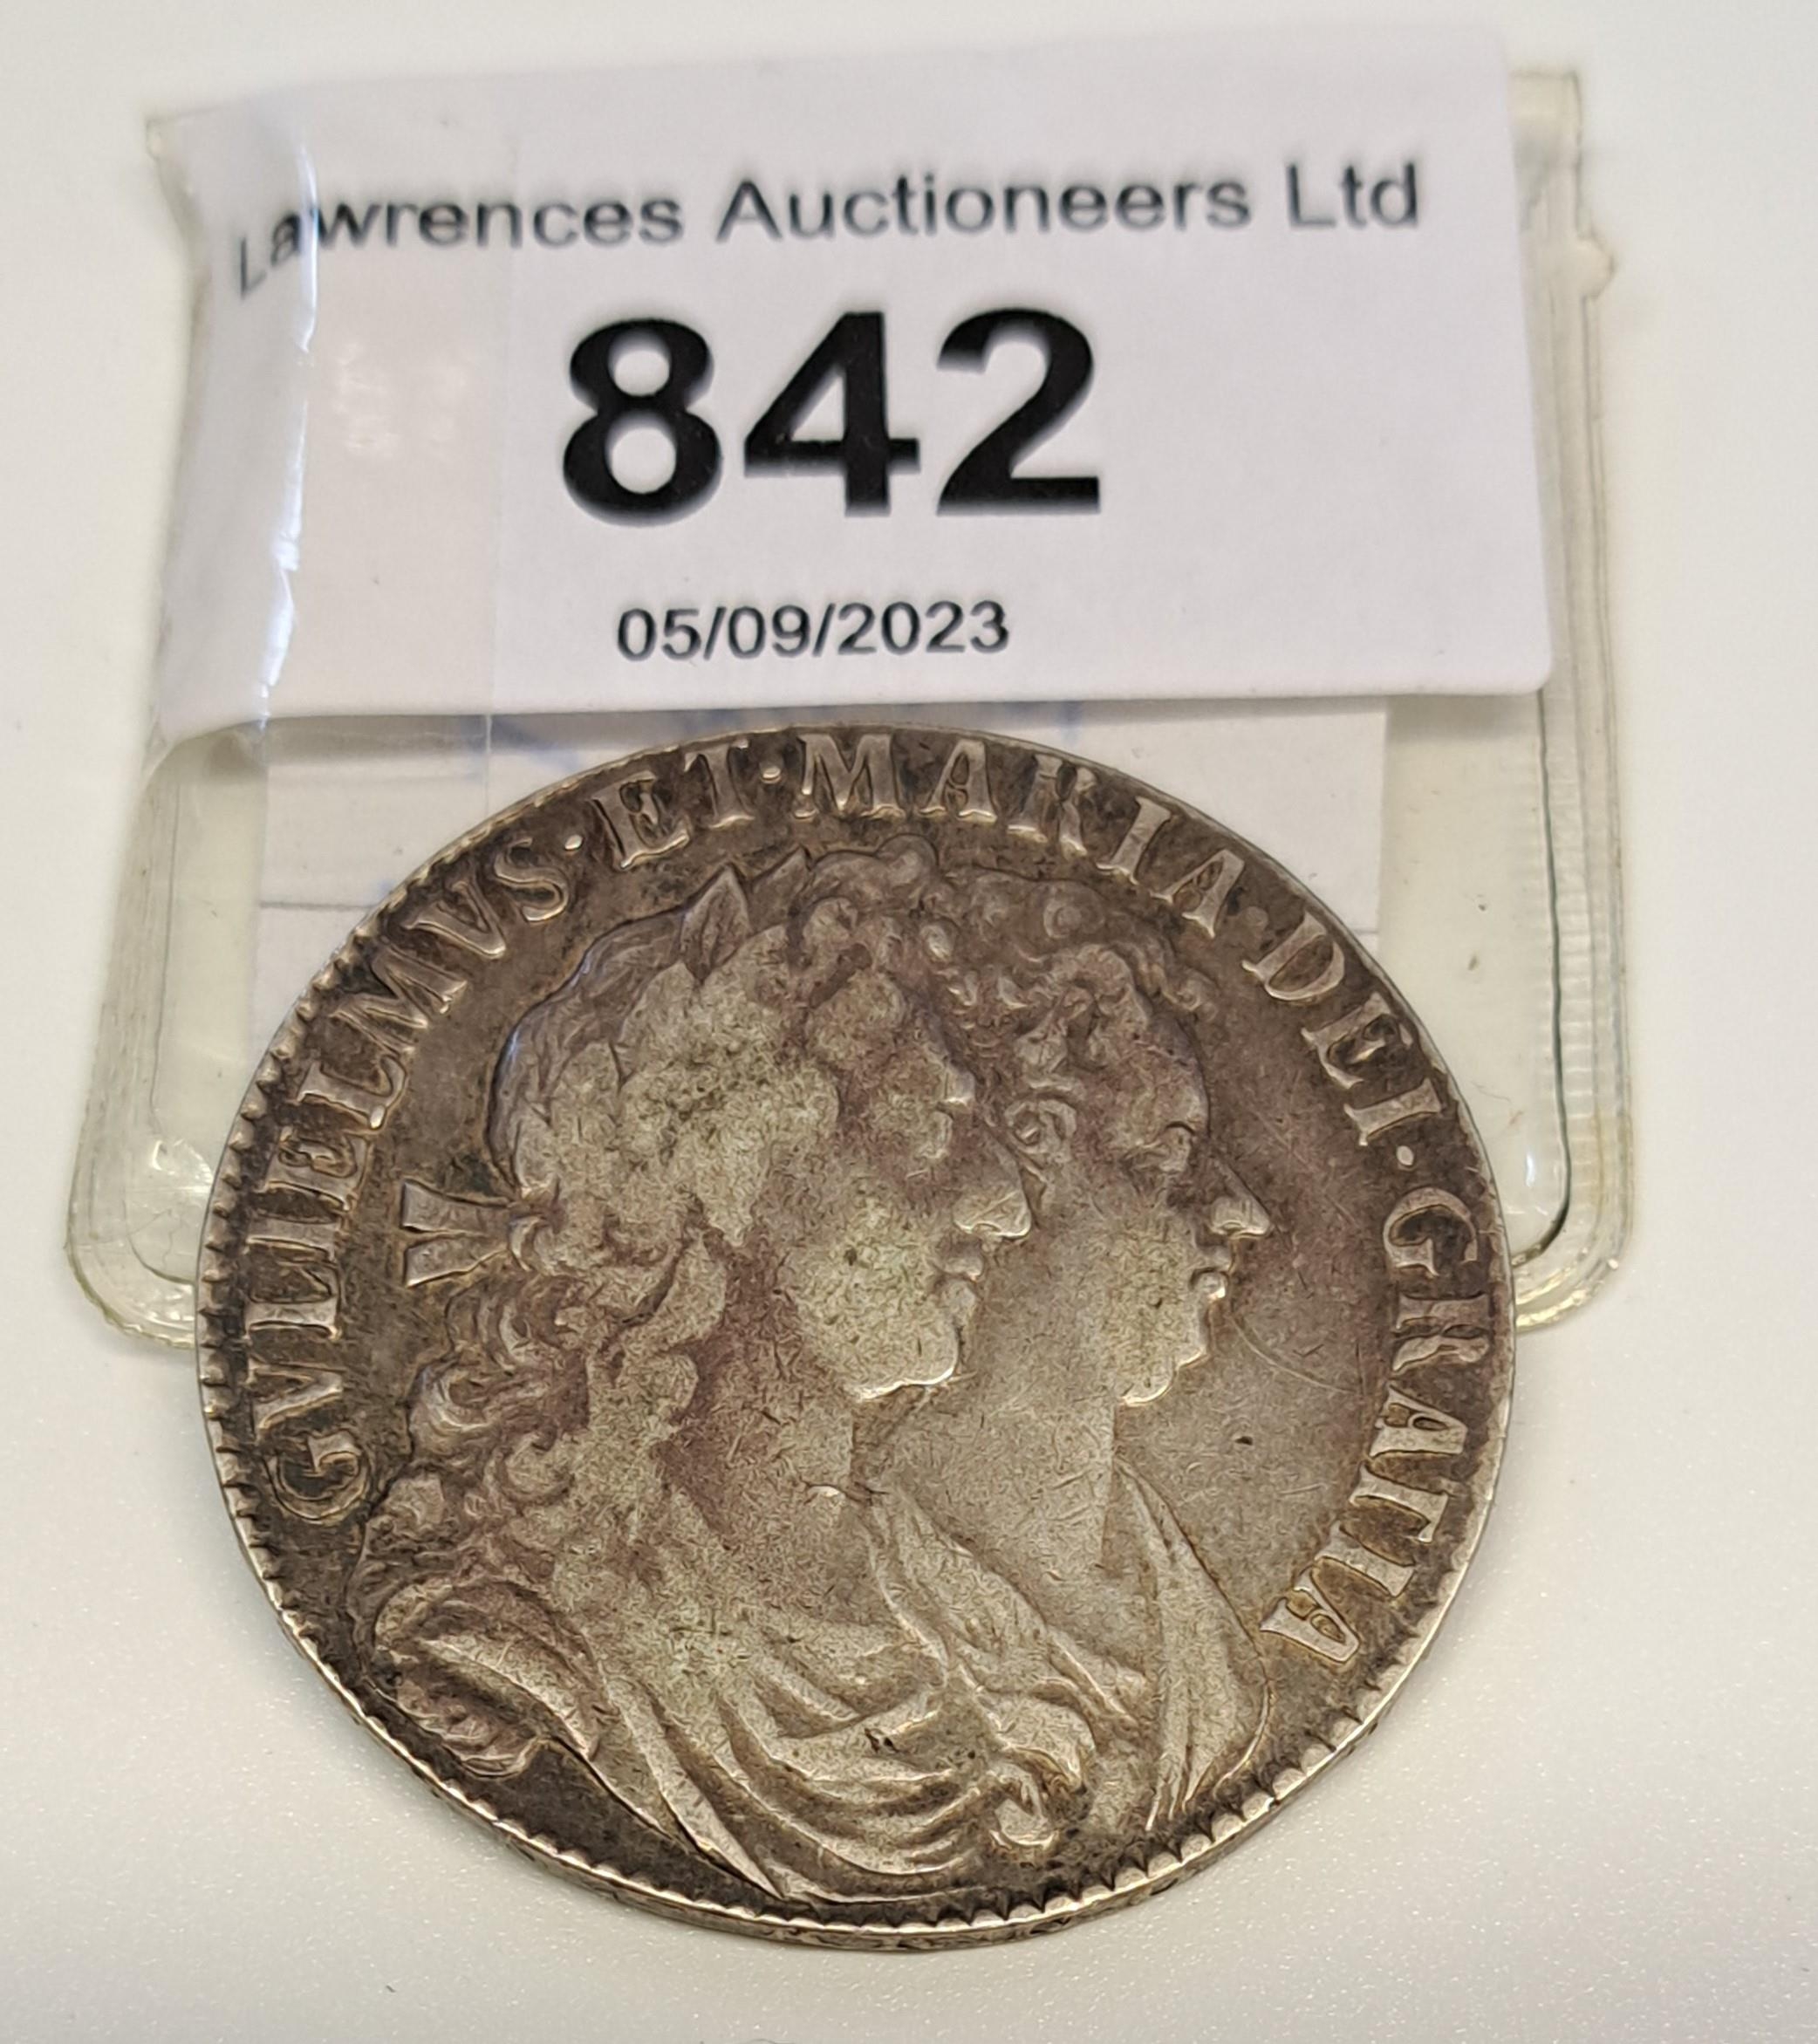 Lawrences Auctioneers Ltd
842
05/09/2023
GVLIELMVS·ET·MARIA·DEI·GRATIA